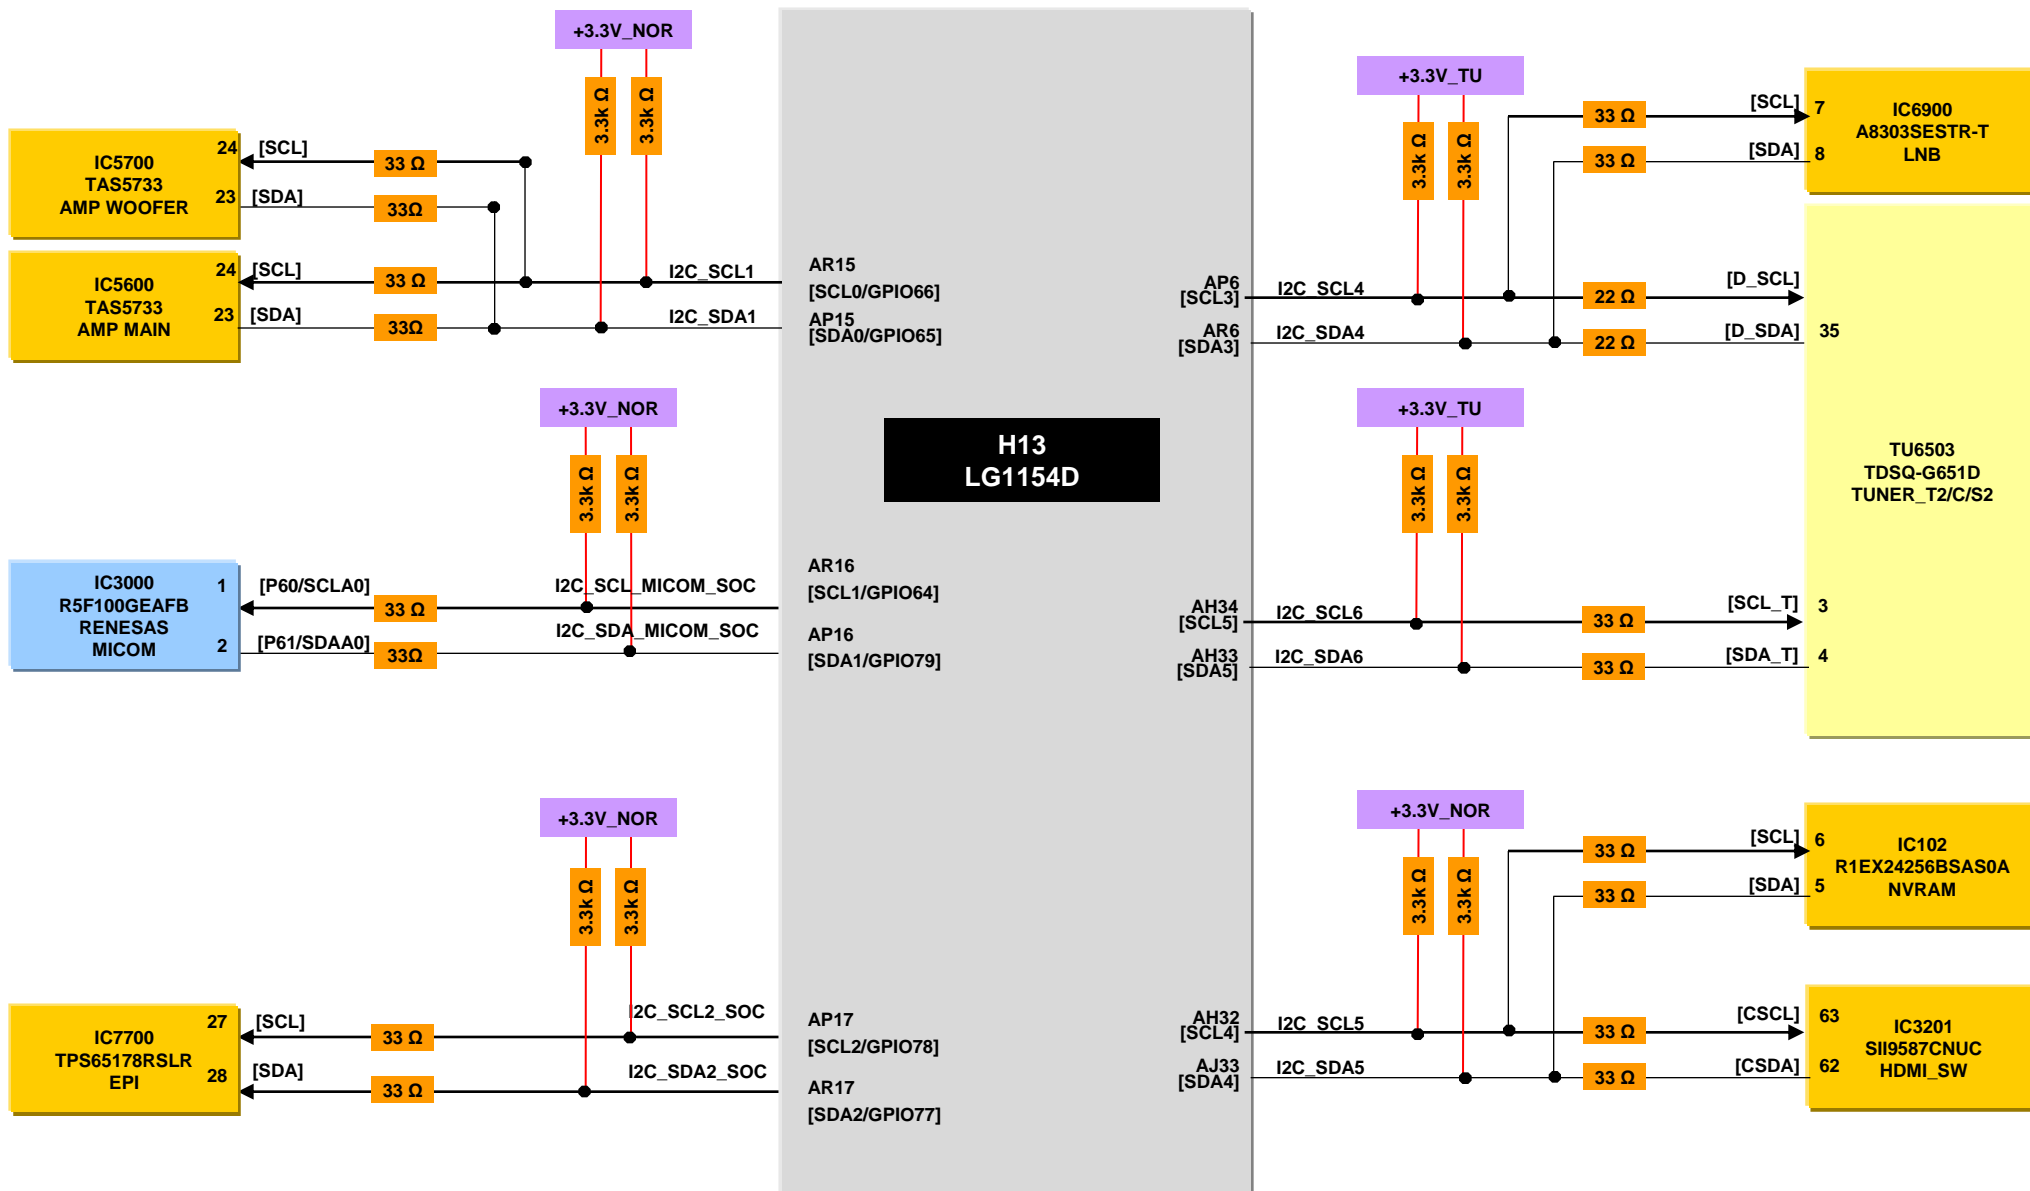 +3.3V_NOR
3.3k Ω
3.3k Ω
IC5700
TAS5733
AMP WOOFER
24
[SCL]
33 Ω
23
[SDA]
33Ω
IC5600
TAS5733
AMP MAIN
24
[SCL]
33 Ω
I2C_SCL1
23
[SDA]
33Ω
I2C_SDA1
AR15
[SCL0/GPIO66]
AP15
[SDA0/GPIO65]
+3.3V_NOR
3.3k Ω
3.3k Ω
IC3000
R5F100GEAFB
RENESAS
MICOM
1
[P60/SCLA0]
33 Ω
I2C_SCL_MICOM_SOC
2
[P61/SDAA0]
33Ω
I2C_SDA_MICOM_SOC
AR16
[SCL1/GPIO64]
AP16
[SDA1/GPIO79]
+3.3V_NOR
3.3k Ω
3.3k Ω
IC7700
TPS65178RSLR
EPI
27
[SCL]
33 Ω
I2C_SCL2_SOC
28
[SDA]
33 Ω
I2C_SDA2_SOC
AP17
[SCL2/GPIO78]
AR17
[SDA2/GPIO77]
H13
LG1154D
+3.3V_TU
3.3k Ω
3.3k Ω
33 Ω
[SCL]
7
33 Ω
[SDA]
8
IC6900
A8303SESTR-T
LNB
AP6
[SCL3]
I2C_SCL4
22 Ω
[D_SCL]
AR6
[SDA3]
I2C_SDA4
22 Ω
[D_SDA]
35
+3.3V_TU
3.3k Ω
3.3k Ω
TU6503
TDSQ-G651D
TUNER_T2/C/S2
AH34
[SCL5]
I2C_SCL6
33 Ω
[SCL_T]
3
AH33
[SDA5]
I2C_SDA6
33 Ω
[SDA_T]
4
+3.3V_NOR
3.3k Ω
3.3k Ω
33 Ω
[SCL]
6
33 Ω
[SDA]
5
IC102
R1EX24256BSAS0A
NVRAM
AH32
[SCL4]
I2C_SCL5
33 Ω
[CSCL]
63
AJ33
[SDA4]
I2C_SDA5
33 Ω
[CSDA]
62
IC3201
SII9587CNUC
HDMI_SW